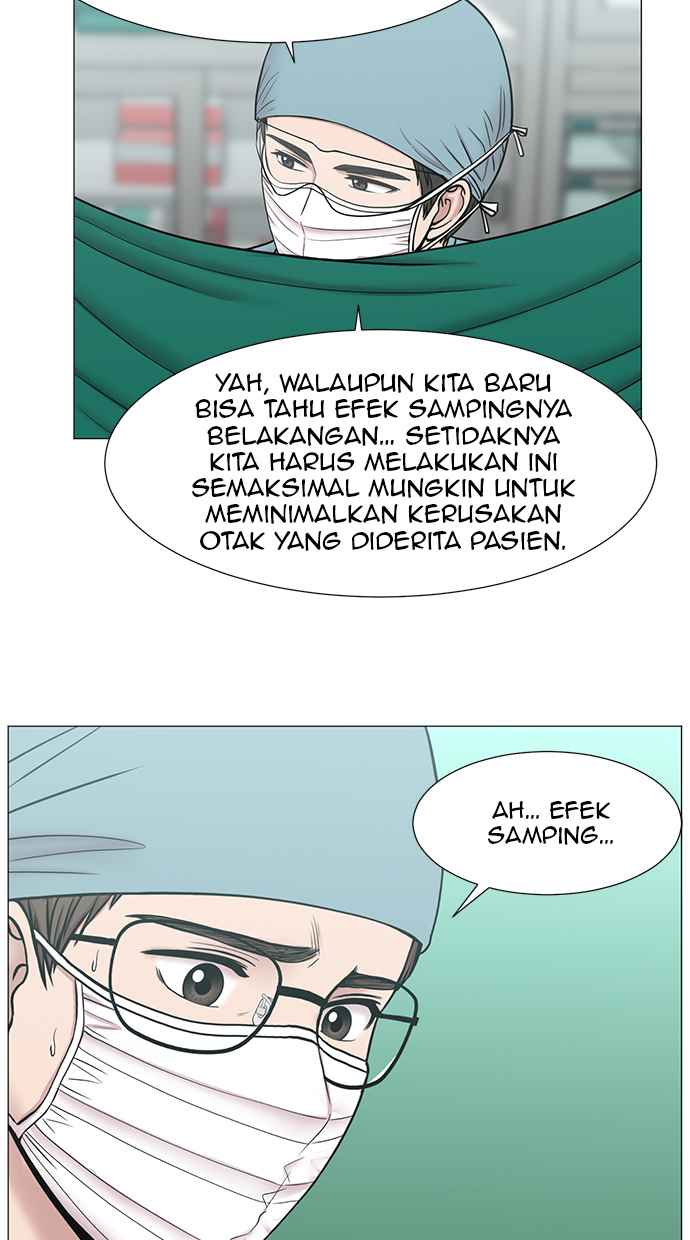 YAH, WALAUPUN KITA BARU
BISA TAHU EFEK SAMPINGNYA
BELAKANGAN... SETIDAKNYA
KITA HARUS MELAKUKAN INI
SEMAKSIMAL MUNGKIN UNTUK
MEMINIMALKAN KERUSAKAN
OTAK YANG DIDERITA PASIEN.
AH... EFEK
SAMPING...